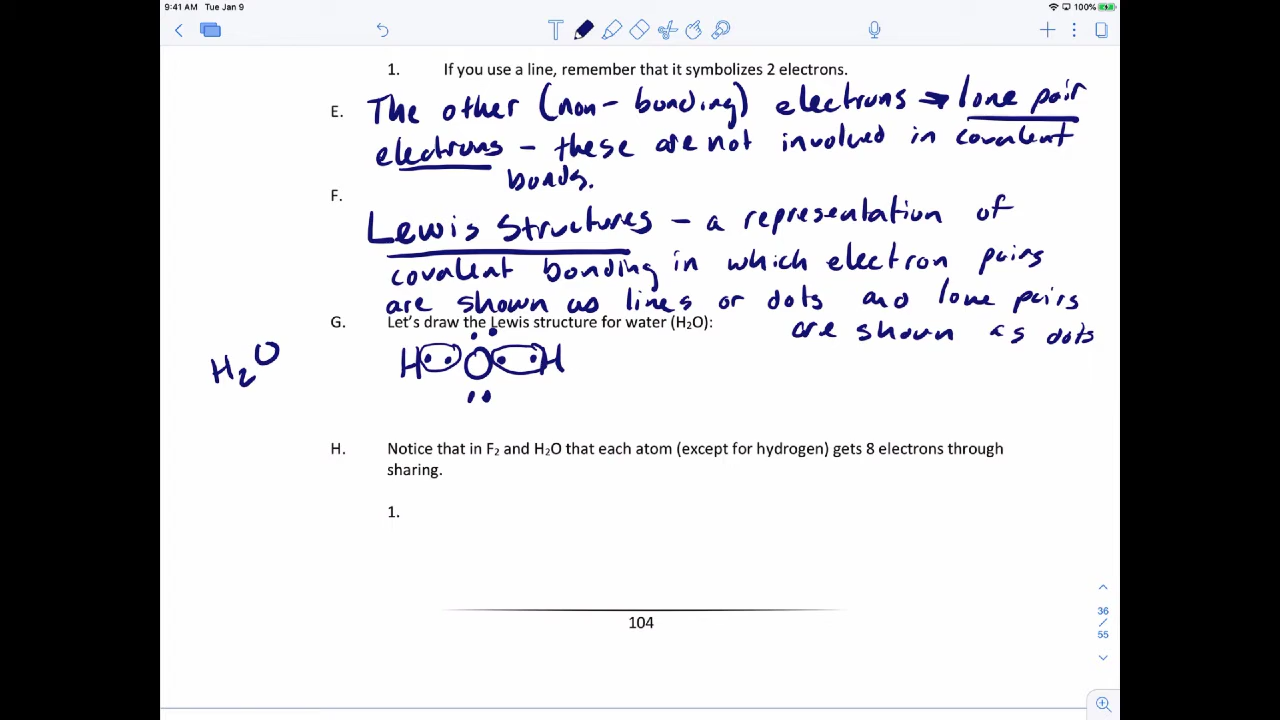 9:41 AM Tue Jan 9
100%
1. If you use a line, remember that it symbolizes 2 electrons.
E. The other (non-bonding) electrons → lone pair
electrons - these are not involved in covalent
bonds.
F.
Lewis Structures - a representation of
covalent bonding in which electron pairs
are shown as lines or dots and lone pairs
are shown as dots
G. Let's draw the Lewis structure for water (H₂O):
H₂O
H O H
H. Notice that in F₂ and H₂O that each atom (except for hydrogen) gets 8 electrons through
sharing.
1.
36
/
55
104